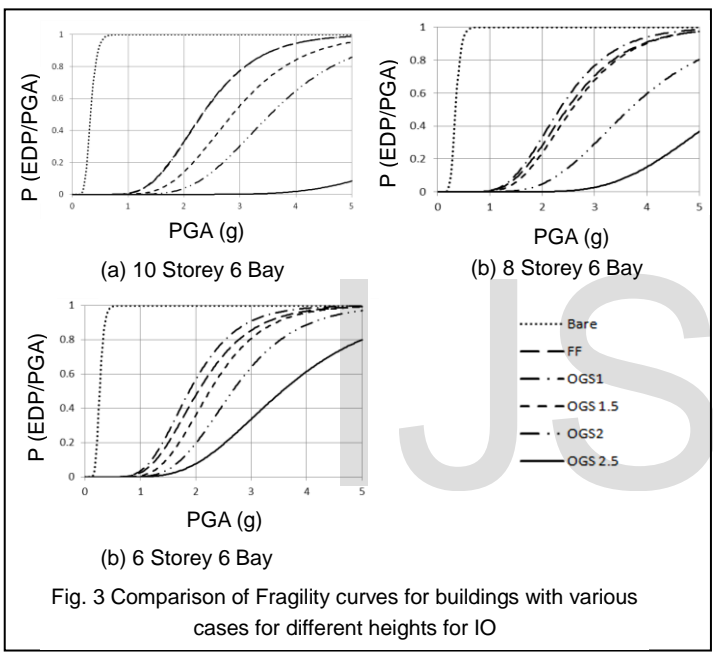 1
0.8
0.6
0.4
0.2
0
P (EDP/PGA)
0 1 2 3 4 5
PGA (g)
(a) 10 Storey 6 Bay
1
0.8
0.6
0.4
0.2
0
P (EDP/PGA)
0 1 2 3 4 5
PGA (g)
(b) 8 Storey 6 Bay
1
0.8
0.6
0.4
0.2
0
P (EDP/PGA)
0 1 2 3 4 5
PGA (g)
(b) 6 Storey 6 Bay
Bare
FF
OGS1
OGS 1.5
OGS2
OGS 2.5
IJS
Fig. 3 Comparison of Fragility curves for buildings with various
cases for different heights for IO